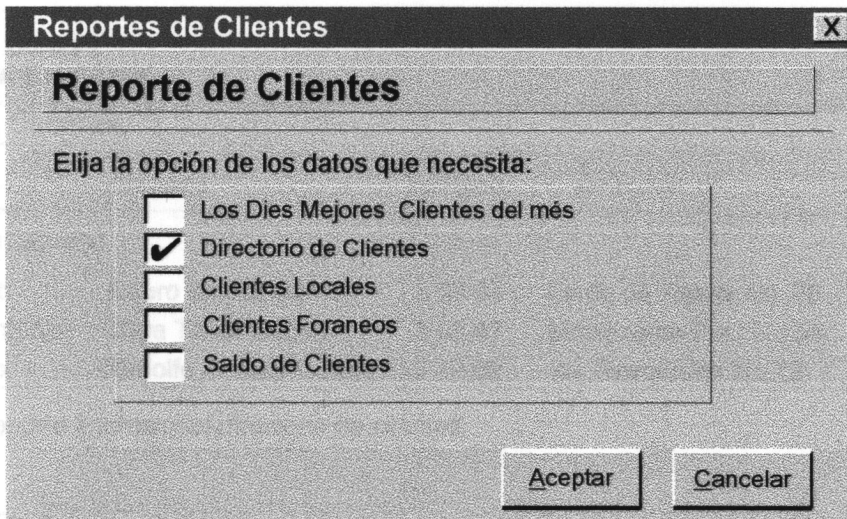 Reportes de Clientes X
Reporte de Clientes
Elija la opción de los datos que necesita:
Los Dies Mejores Clientes del més
Directorio de Clientes
Clientes Locales
Clientes Foraneos
Saldo de Clientes
Aceptar Cancelar